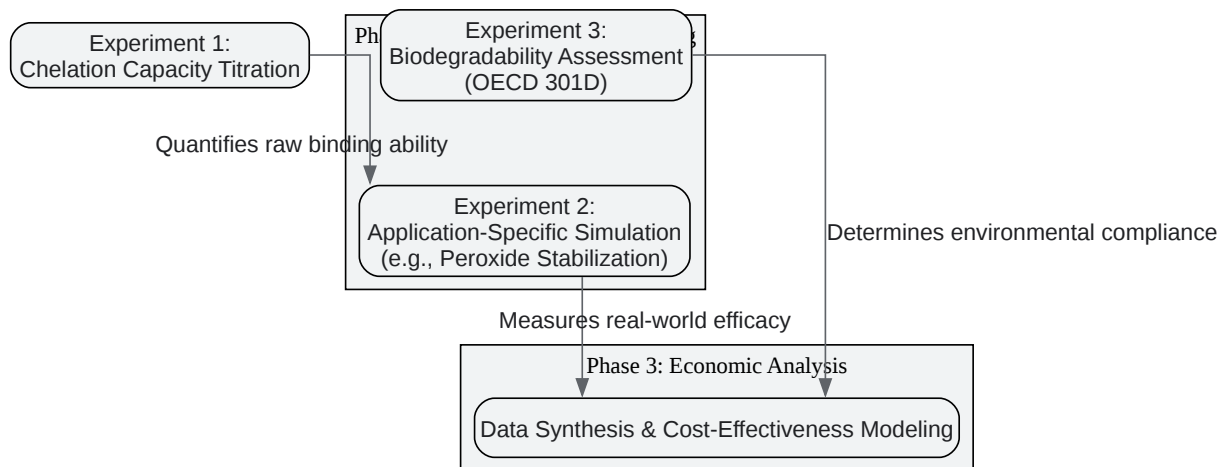 Experiment 1:
Chelation Capacity Titration
Experiment 3:
Biodegradability Assessment
(OECD 301D)
Quantifies raw binding ability
Experiment 2:
Application-Specific Simulation
(e.g., Peroxide Stabilization)
Determines environmental compliance
Measures real-world efficacy
Phase 3: Economic Analysis
Data Synthesis & Cost-Effectiveness Modeling